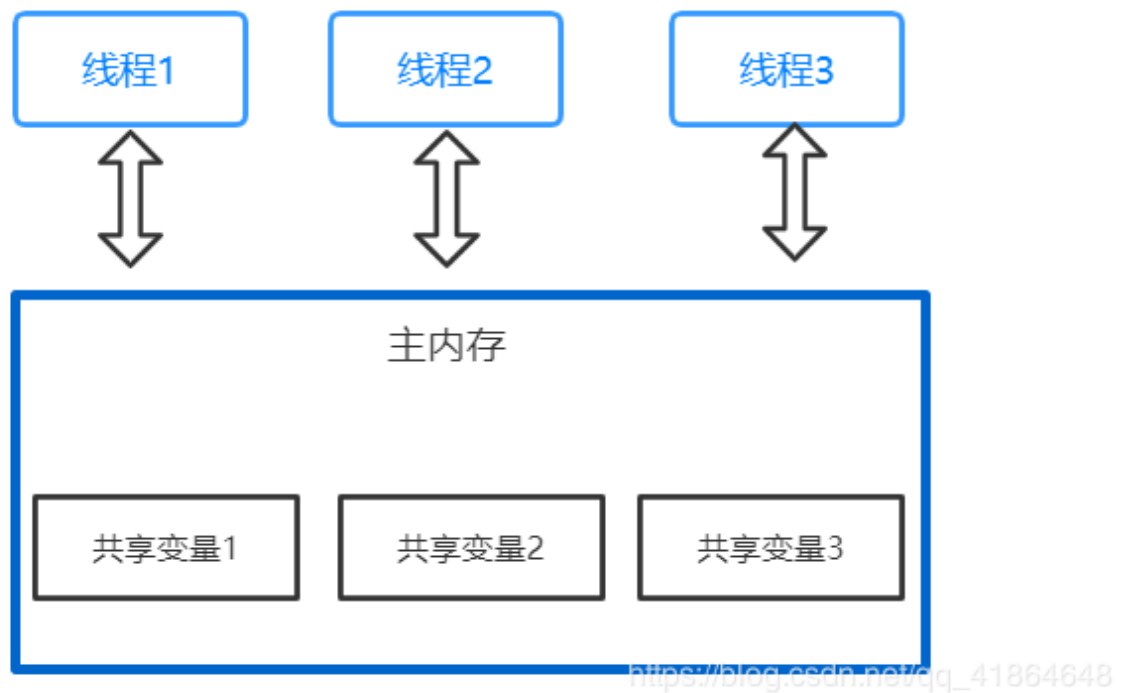 线程1
线程2
线程3
主内存
共享变量1
共享变量2
共享变量3
https://blog.csdn.net/qq_41864648